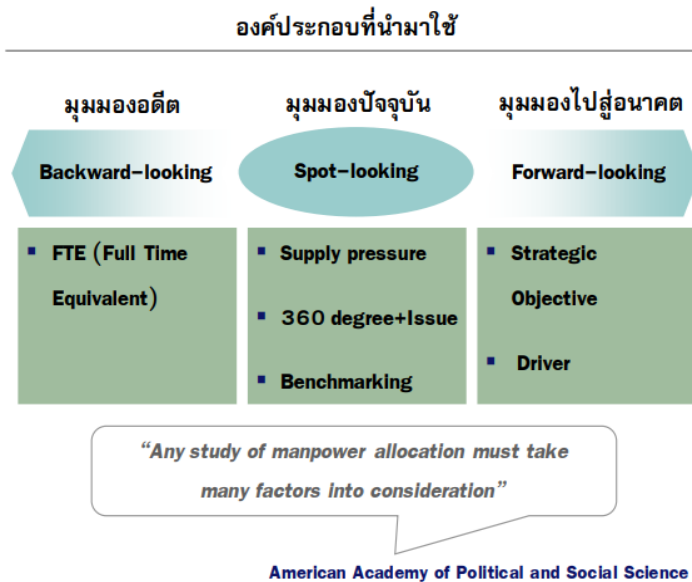 องค์ประกอบที่นำมาใช้
มุมมองอดีต
Backward-looking
▪ FTE (Full Time
Equivalent)
มุมมองปัจจุบัน
Spot-looking
▪ Supply pressure
▪ 360 degree+Issue
▪ Benchmarking
มุมมองไปสู่อนาคต
Forward-looking
▪ Strategic
Objective
▪ Driver
“Any study of manpower allocation must take
many factors into consideration”
American Academy of Political and Social Science